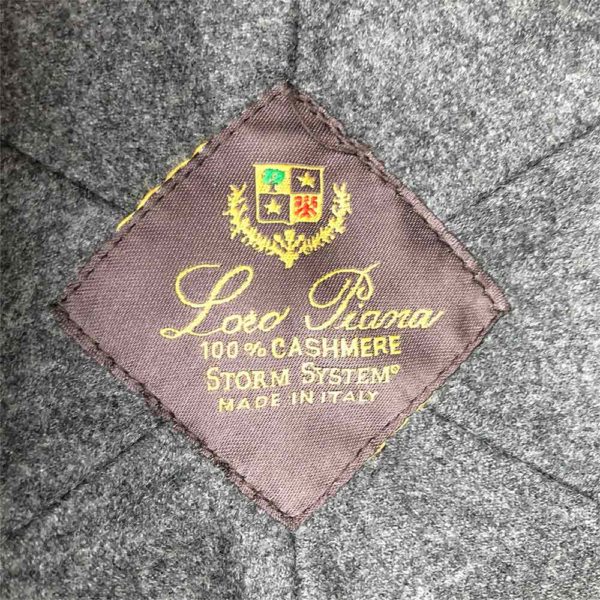 Loro Piana
100% CASHMERE
STORM SYSTEM®
MADE IN ITALY